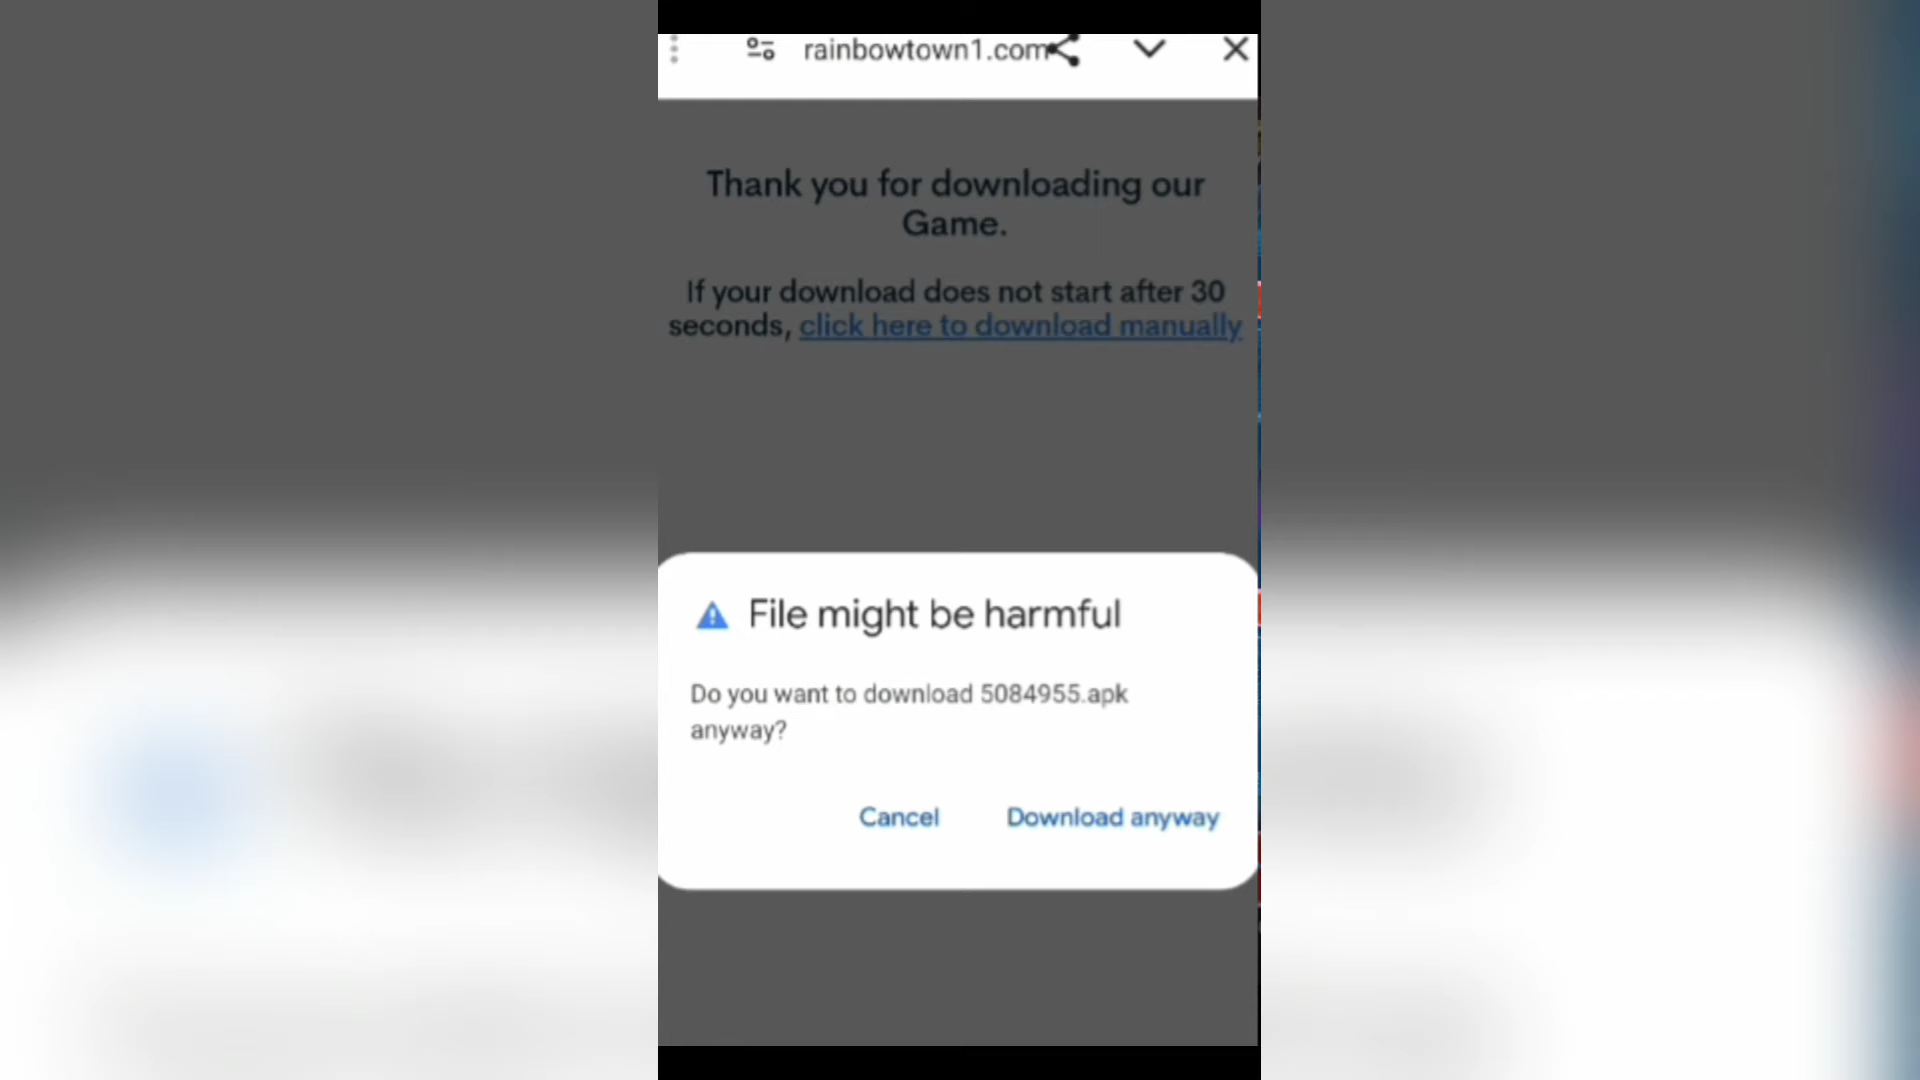 rainbowtown1.com
Thank you for downloading our
Game.
If your download does not start after 30
seconds, click here to download manually
File might be harmful
Do you want to download 5084955.apk
anyway?
Cancel Download anyway